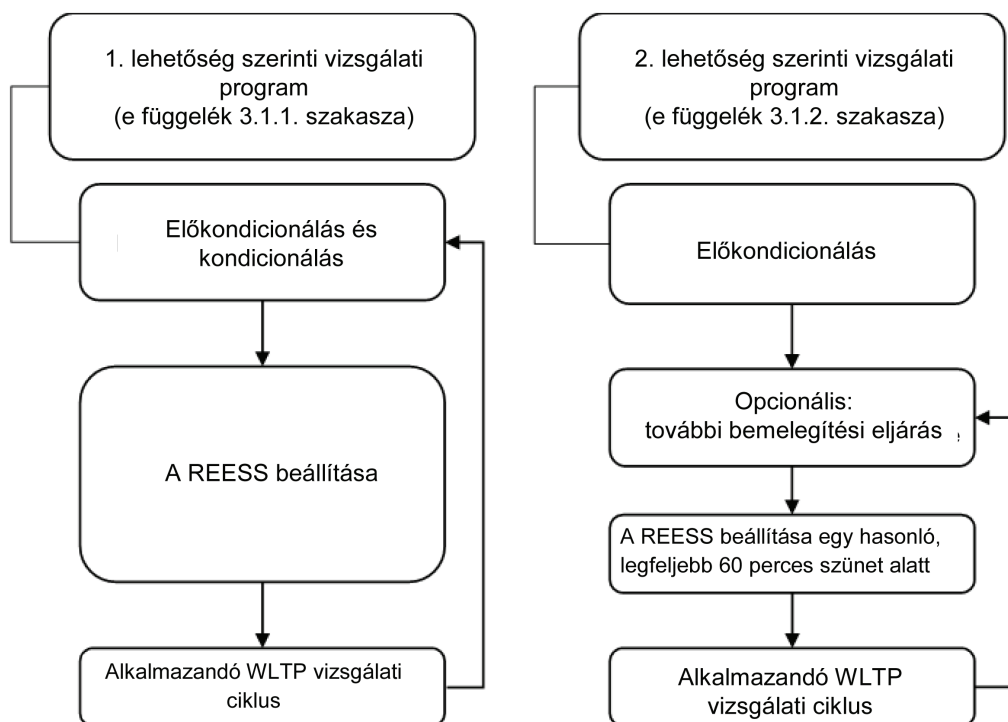 1. lehetőség szerinti vizsgálati
program
(e függelék 3.1.1. szakasza)
Előkondicionálás és
kondicionálás
A REESS beállítása
Alkalmazandó WLTP vizsgálati
ciklus
2. lehetőség szerinti vizsgálati
program
(e függelék 3.1.2. szakasza)
Előkondicionálás
Opcionális:
további bemelegítési eljárás
A REESS beállítása egy hasonló,
legfeljebb 60 perces szünet alatt
Alkalmazandó WLTP
vizsgálati ciklus